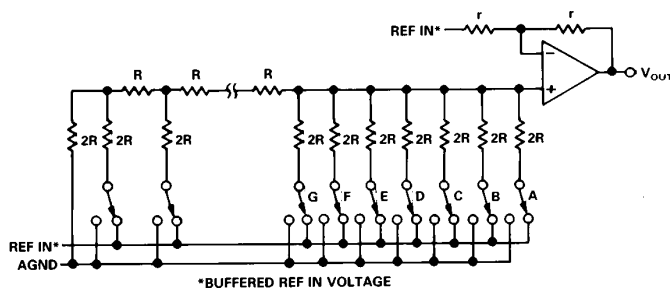 r r
REF IN*
−
+
V_OUT
R R R
2R 2R 2R 2R 2R 2R 2R 2R 2R 2R
G F E D C B A
REF IN*
AGND
*BUFFERED REF IN VOLTAGE